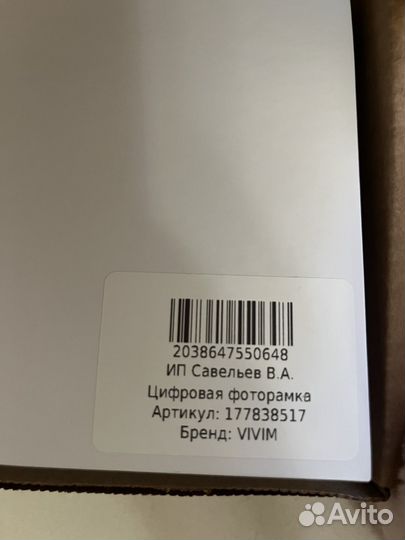 2038647550648
ИП Савельев В.А.
Цифровая фоторамка
Артикул: 177838517
Бренд: VIVIM
Avito